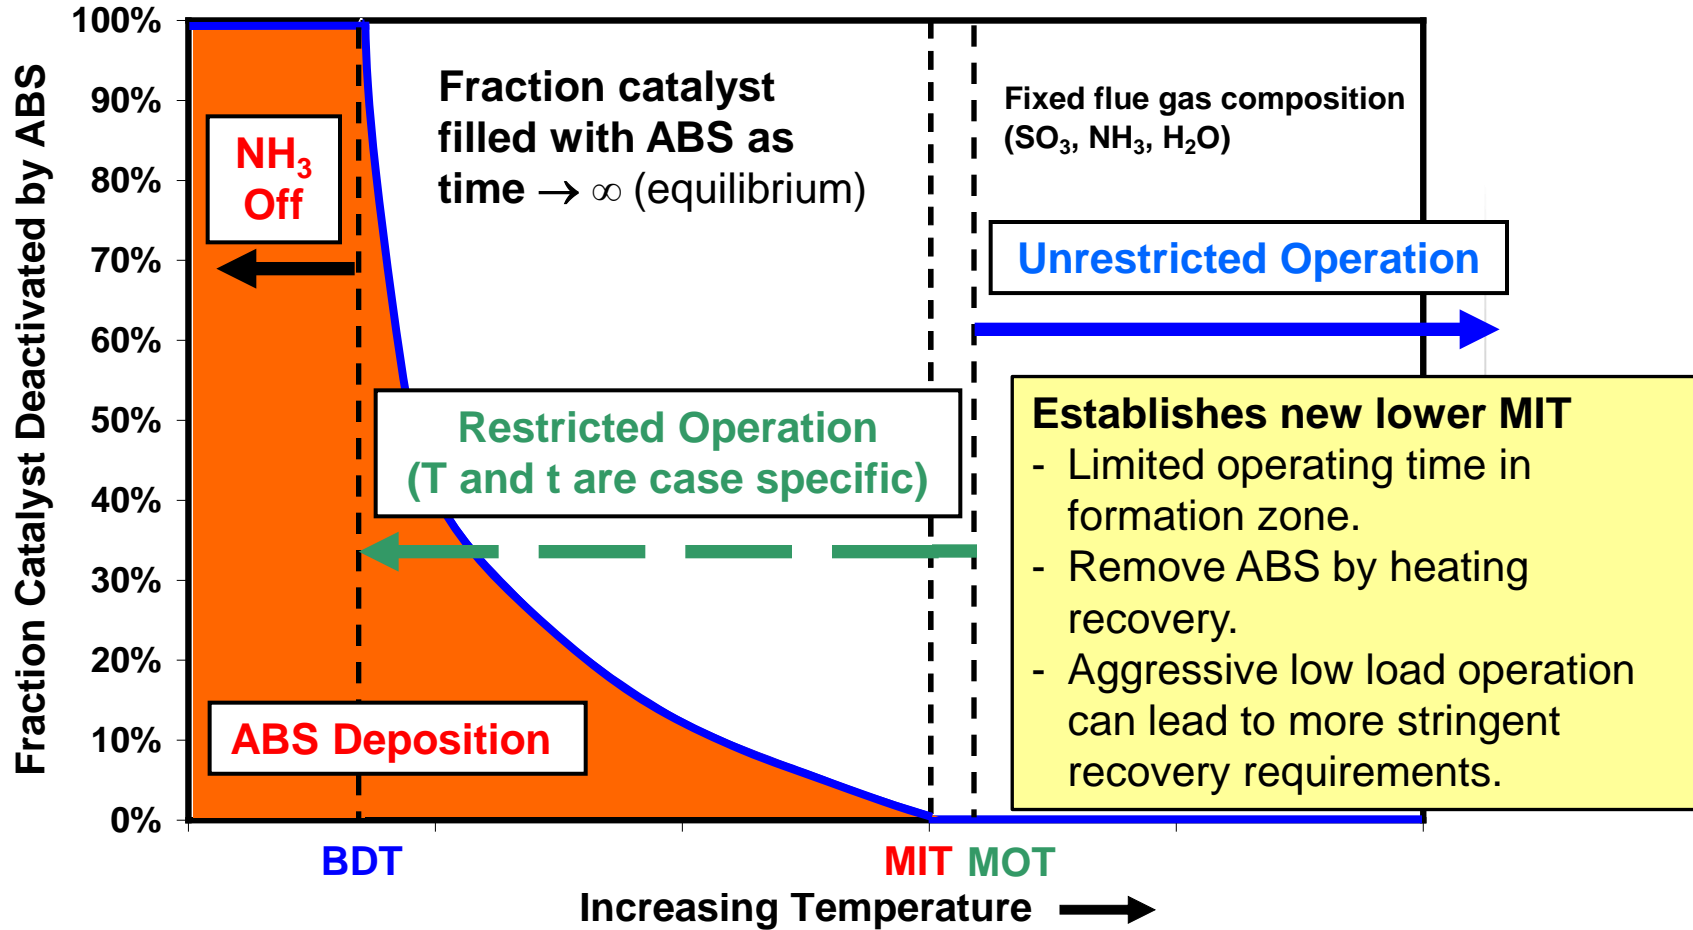 Fraction Catalyst Deactivated by ABS
100%
90%
80%
70%
60%
50%
40%
30%
20%
10%
0%
NH₃
Off
Fraction catalyst
filled with ABS as
time → ∞ (equilibrium)
Fixed flue gas composition
(SO₃, NH₃, H₂O)
Unrestricted Operation
Restricted Operation
(T and t are case specific)
Establishes new lower MIT
- Limited operating time in
formation zone.
- Remove ABS by heating
recovery.
- Aggressive low load operation
can lead to more stringent
recovery requirements.
ABS Deposition
BDT
MIT
MOT
Increasing Temperature